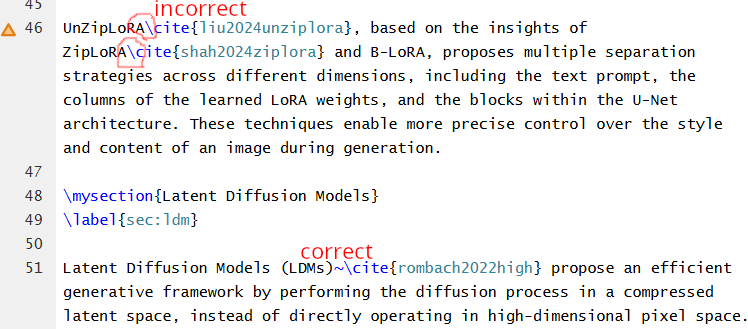 45
incorrect
46 UnZipLoRA\cite{liu2024unziplora}, based on the insights of
ZipLoRA\cite{shah2024ziplora} and B-LoRA, proposes multiple separation
strategies across different dimensions, including the text prompt, the
columns of the learned LoRA weights, and the blocks within the U-Net
architecture. These techniques enable more precise control over the style
and content of an image during generation.
47
48 \mysection{Latent Diffusion Models}
49 \label{sec:ldm}
50
correct
51 Latent Diffusion Models (LDMs)~\cite{rombach2022high} propose an efficient
generative framework by performing the diffusion process in a compressed
latent space, instead of directly operating in high-dimensional pixel space.